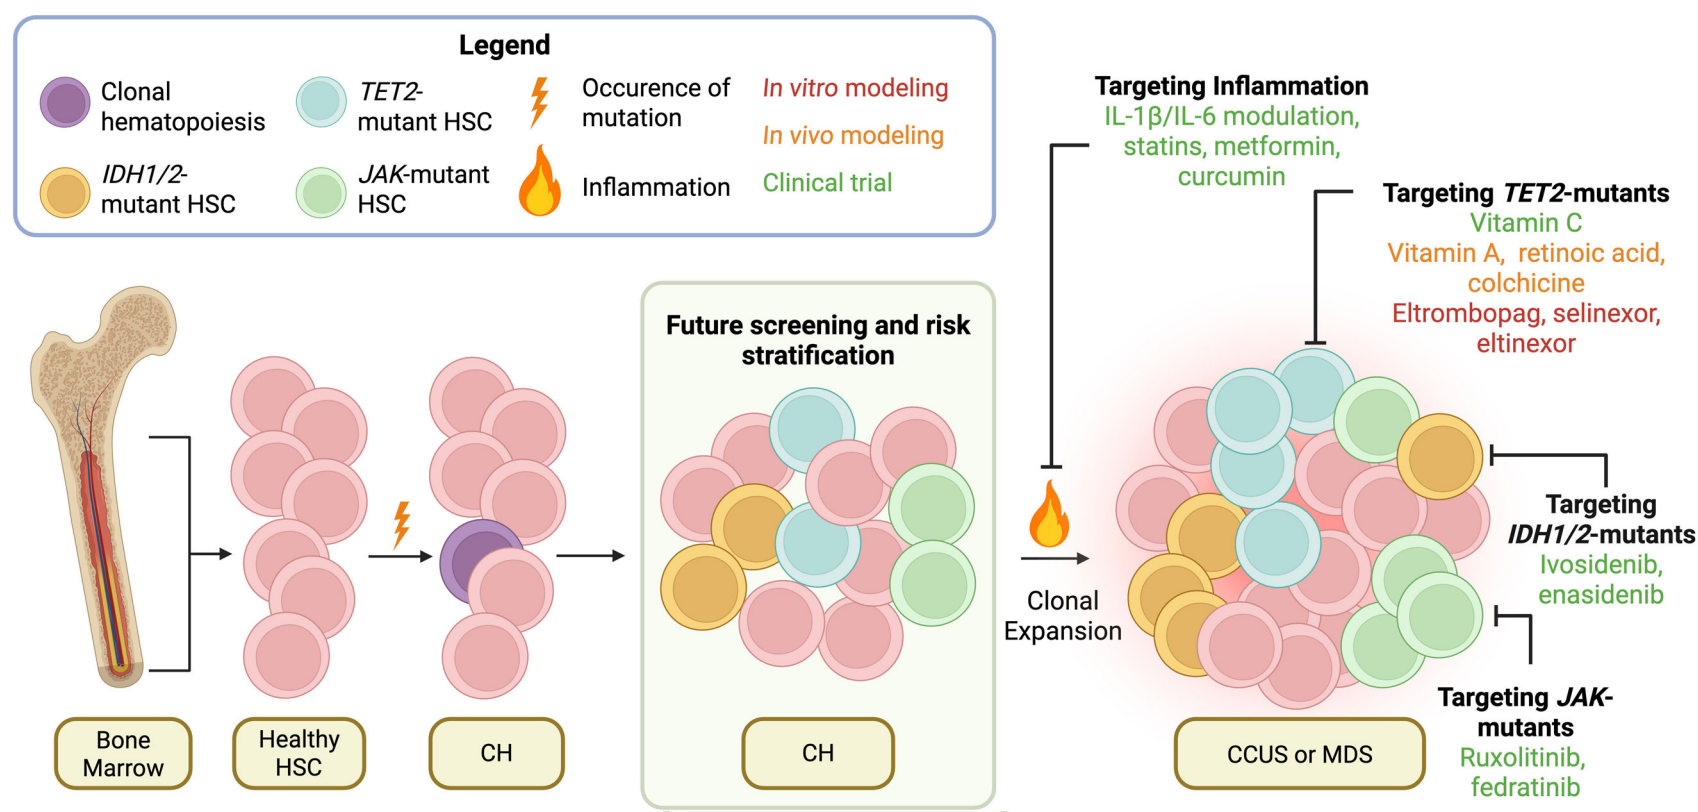 Legend
Clonal
hematopoiesis
TET2-
mutant HSC
Occurence of
mutation
In vitro modeling
In vivo modeling
Clinical trial
IDH1/2-
mutant HSC
JAK-mutant
HSC
Inflammation
Targeting Inflammation
IL-1β/IL-6 modulation,
statins, metformin,
curcumin
Targeting TET2-mutants
Vitamin C
Vitamin A, retinoic acid,
colchicine
Eltrombopag, selinexor,
eltinexor
Future screening and risk
stratification
Targeting
IDH1/2-mutants
Ivosidenib,
enasidenib
Clonal
Expansion
Targeting JAK-
mutants
Ruxolitinib,
fedratinib
Bone
Marrow
Healthy
HSC
CH
CH
CCUS or MDS